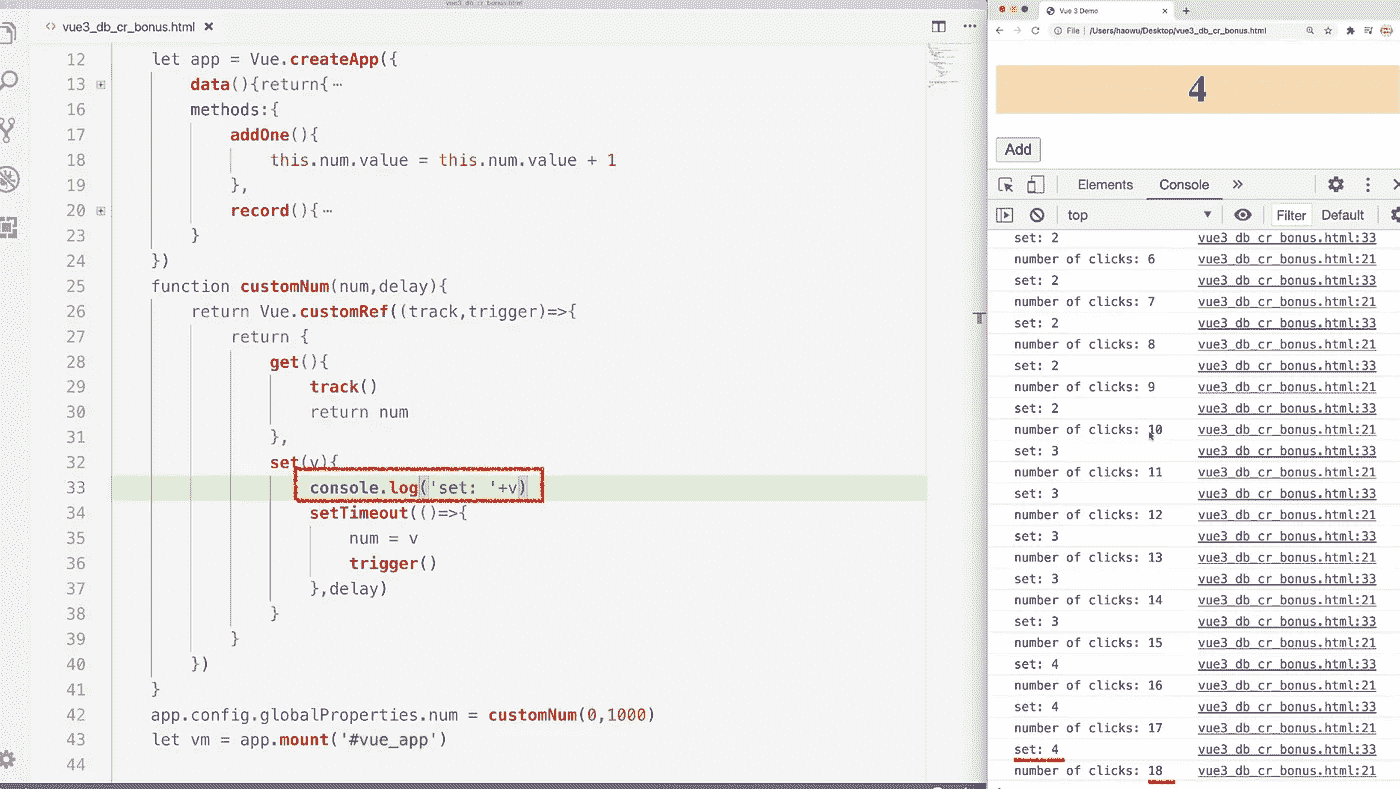 vue3_db_cr_bonus.html
vue3_db_cr_bonus.html ×
12 let app = Vue.createApp({
13 data(){return{…
16 methods:{
17 addOne(){
18 this.num.value = this.num.value + 1
19 },
20 record(){…
23 }
24 })
25 function customNum(num,delay){
26 return Vue.customRef((track,trigger)=>{
27 return {
28 get(){
29 track()
30 return num
31 },
32 set(v){
33 console.log('set: '+v)
34 setTimeout(()=>{
35 num = v
36 trigger()
37 },delay)
38 }
39 }
40 })
41 }
42 app.config.globalProperties.num = customNum(0,1000)
43 let vm = app.mount('#vue_app')
44
Vue 3 Demo
File /Users/haowu/Desktop/vue3_db_cr_bonus.html
4
Add
Elements Console »
top Filter Default
set: 2 vue3_db_cr_bonus.html:33
number of clicks: 6 vue3_db_cr_bonus.html:21
set: 2 vue3_db_cr_bonus.html:33
number of clicks: 7 vue3_db_cr_bonus.html:21
set: 2 vue3_db_cr_bonus.html:33
number of clicks: 8 vue3_db_cr_bonus.html:21
set: 2 vue3_db_cr_bonus.html:33
number of clicks: 9 vue3_db_cr_bonus.html:21
set: 2 vue3_db_cr_bonus.html:33
number of clicks: 10 vue3_db_cr_bonus.html:21
set: 3 vue3_db_cr_bonus.html:33
number of clicks: 11 vue3_db_cr_bonus.html:21
set: 3 vue3_db_cr_bonus.html:33
number of clicks: 12 vue3_db_cr_bonus.html:21
set: 3 vue3_db_cr_bonus.html:33
number of clicks: 13 vue3_db_cr_bonus.html:21
set: 3 vue3_db_cr_bonus.html:33
number of clicks: 14 vue3_db_cr_bonus.html:21
set: 3 vue3_db_cr_bonus.html:33
number of clicks: 15 vue3_db_cr_bonus.html:21
set: 4 vue3_db_cr_bonus.html:33
number of clicks: 16 vue3_db_cr_bonus.html:21
set: 4 vue3_db_cr_bonus.html:33
number of clicks: 17 vue3_db_cr_bonus.html:21
set: 4 vue3_db_cr_bonus.html:33
number of clicks: 18 vue3_db_cr_bonus.html:21